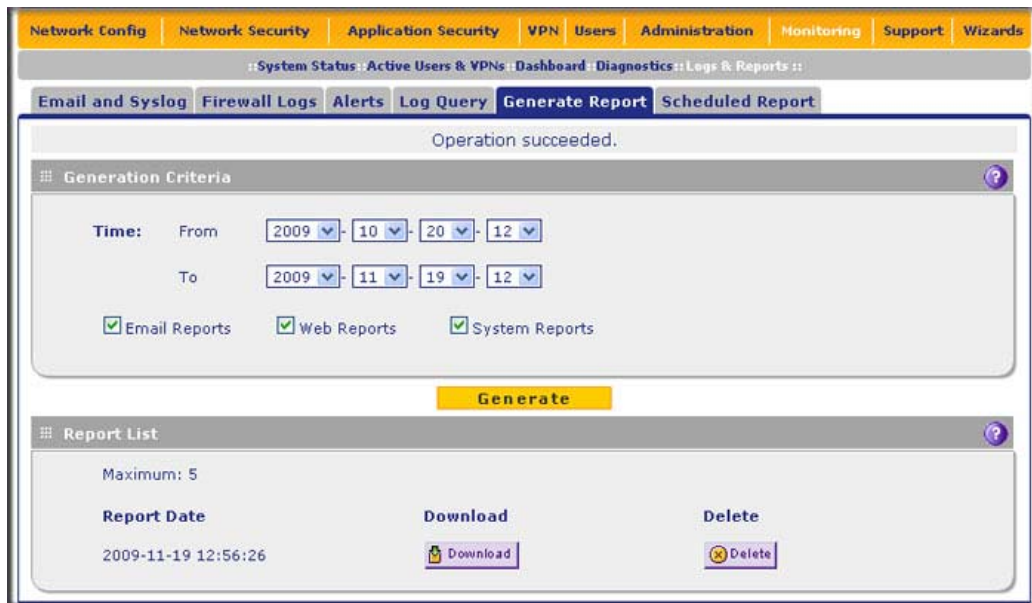 Network Config Network Security Application Security VPN Users Administration Monitoring Support Wizards
::System Status::Active Users & VPNs::Dashboard::Diagnostics::Logs & Reports ::
Email and Syslog Firewall Logs Alerts Log Query Generate Report Scheduled Report
Operation succeeded.
Generation Criteria ?
Time: From 2009 - 10 - 20 - 12
To 2009 - 11 - 19 - 12
Email Reports Web Reports System Reports
Generate
Report List ?
Maximum: 5
Report Date Download Delete
2009-11-19 12:56:26 Download Delete